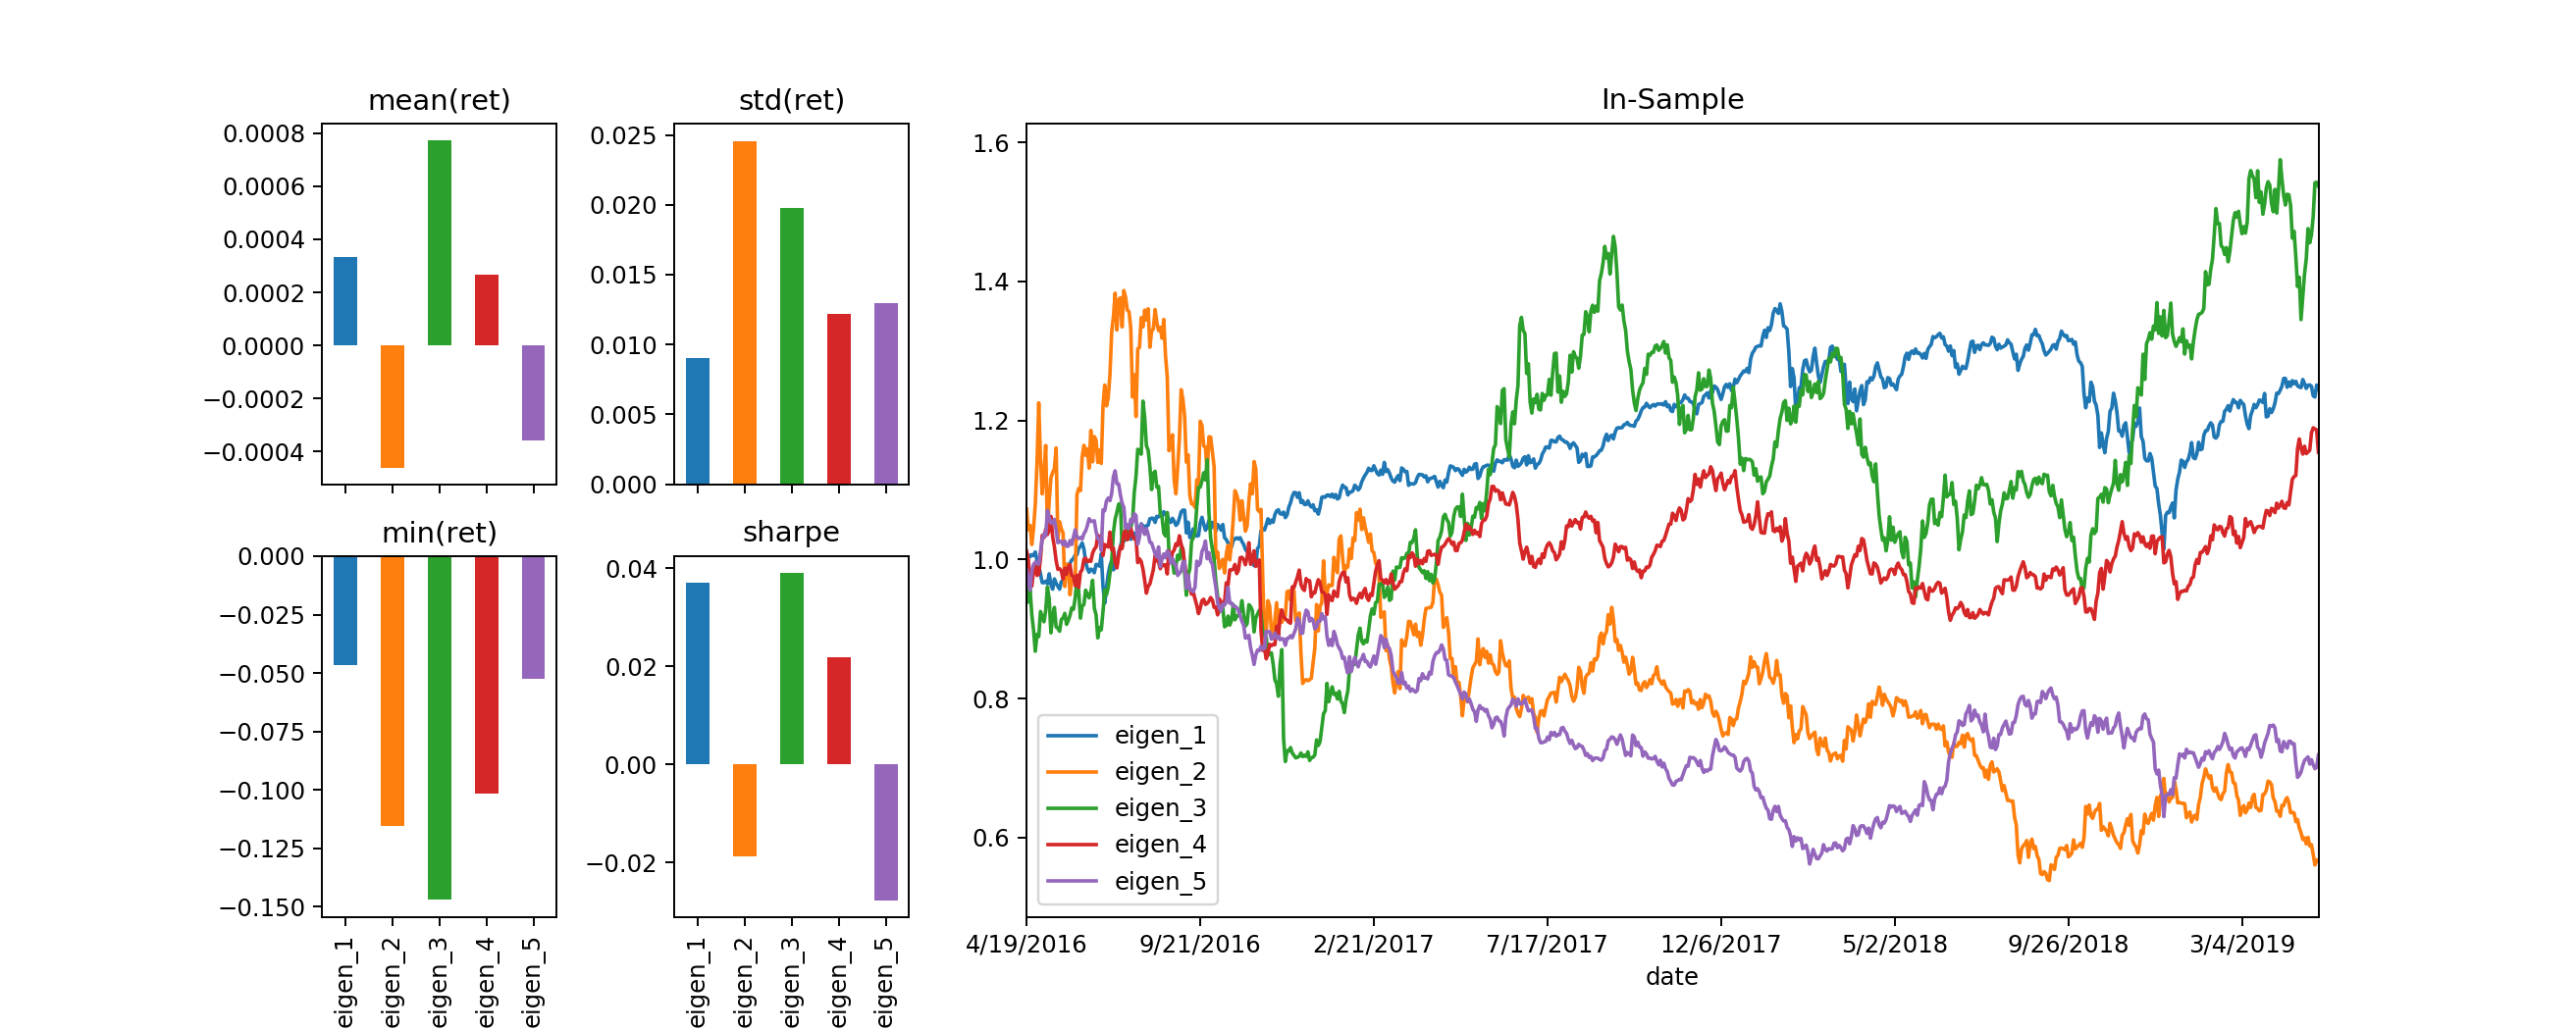 mean(ret)
0.0008
0.0006
0.0004
0.0002
0.0000
−0.0002
−0.0004
std(ret)
0.025
0.020
0.015
0.010
0.005
0.000
min(ret)
0.000
−0.025
−0.050
−0.075
−0.100
−0.125
−0.150
eigen_1
eigen_2
eigen_3
eigen_4
eigen_5
sharpe
0.04
0.02
0.00
−0.02
eigen_1
eigen_2
eigen_3
eigen_4
eigen_5
In-Sample
1.6
1.4
1.2
1.0
0.8
0.6
eigen_1
eigen_2
eigen_3
eigen_4
eigen_5
4/19/2016 9/21/2016 2/21/2017 7/17/2017 12/6/2017 5/2/2018 9/26/2018 3/4/2019
date